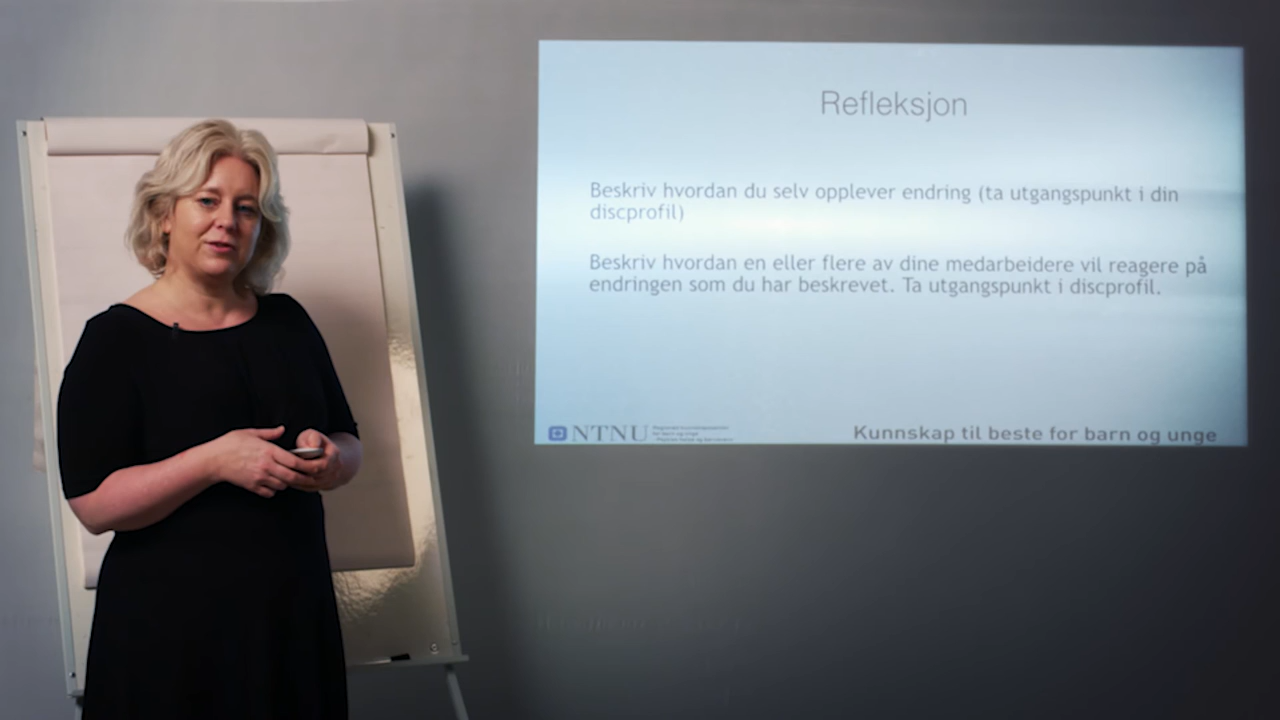 Refleksjon
Beskriv hvordan du selv opplever endring (ta utgangspunkt i din
discprofil)
Beskriv hvordan en eller flere av dine medarbeidere vil reagere på
endringen som du har beskrevet. Ta utgangspunkt i discprofil.
NTNU
Kunnskap til beste for barn og unge